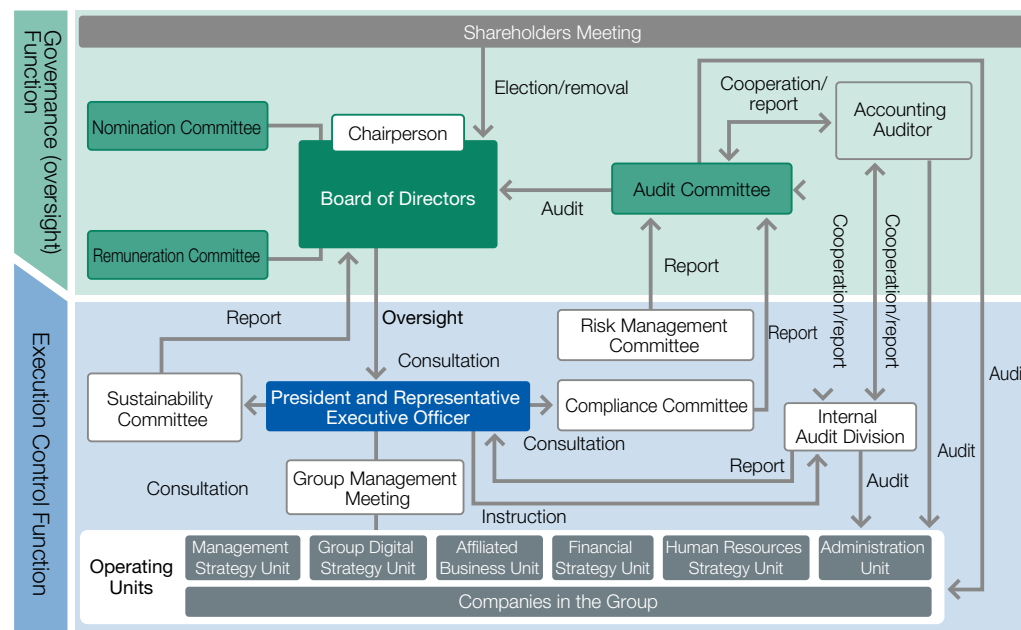 Governance (oversight)
Function
Shareholders Meeting
Election/removal
Cooperation/
report
Accounting
Auditor
Nomination Committee
Chairperson
Board of Directors
Audit
Audit Committee
Remuneration Committee
Cooperation/report
Cooperation/report
Report
Execution Control Function
Report
Oversight
Risk Management
Committee
Report
Consultation
Audit
Sustainability
Committee
President and Representative
Executive Officer
Compliance Committee
Internal
Audit Division
Consultation
Report
Audit
Audit
Consultation
Group Management
Meeting
Instruction
Operating
Units
Management
Strategy Unit
Group Digital
Strategy Unit
Affiliated
Business Unit
Financial
Strategy Unit
Human Resources
Strategy Unit
Administration
Unit
Companies in the Group